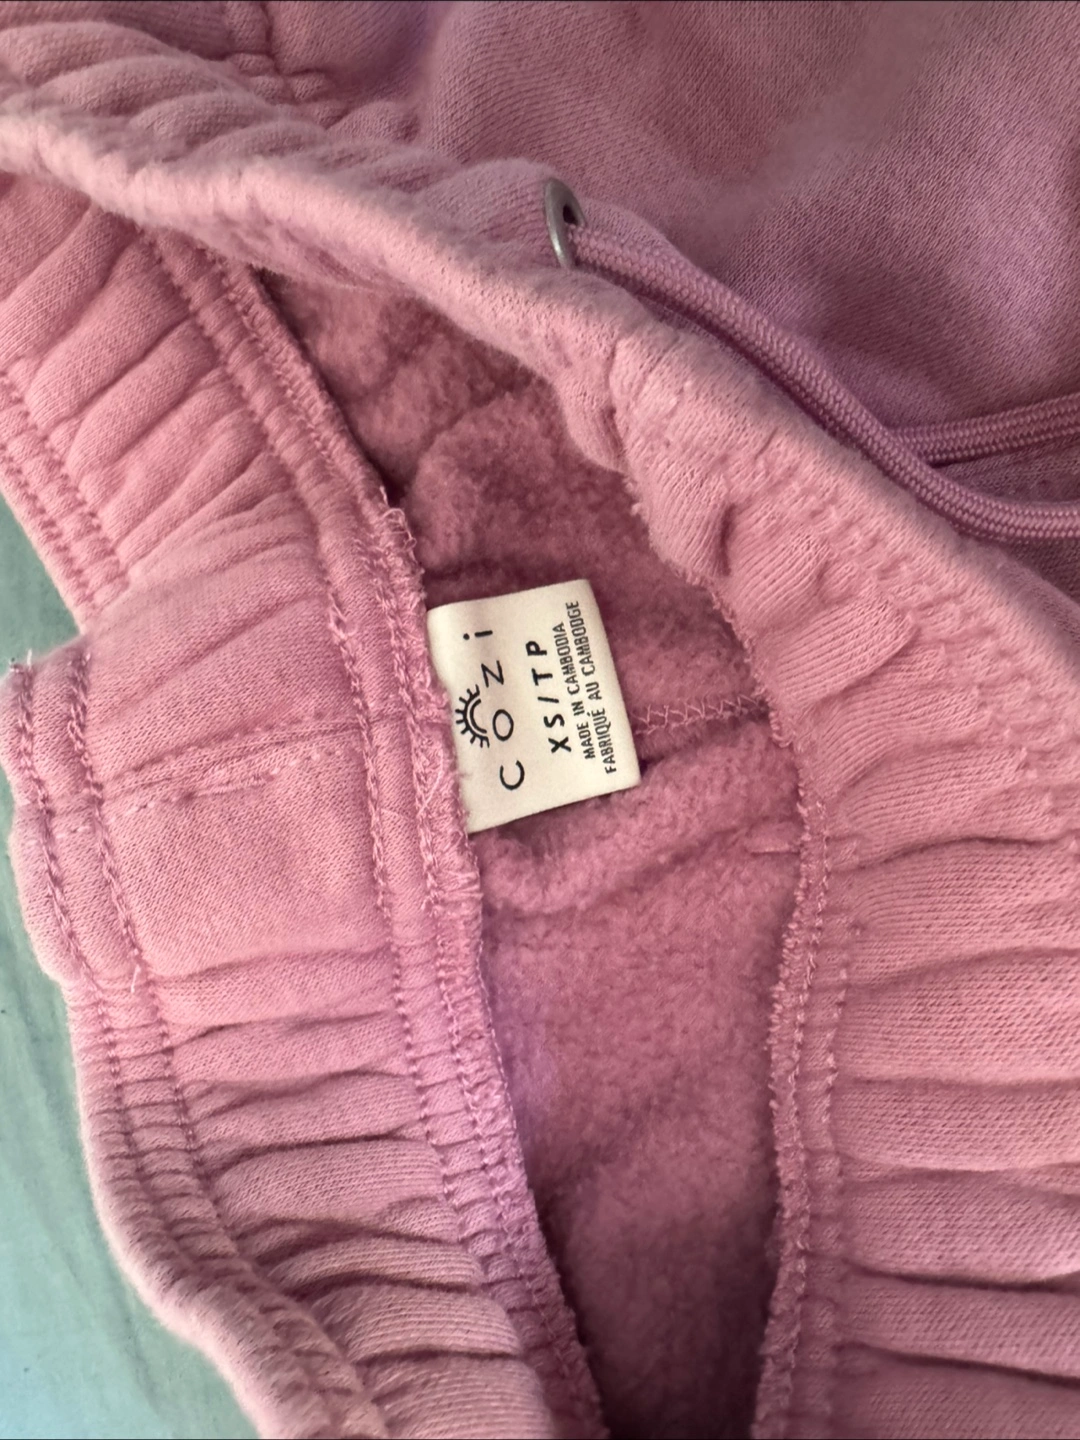 cozi
XS/TP
MADE IN CAMBODIA
FABRIQUÉ AU CAMBODGE